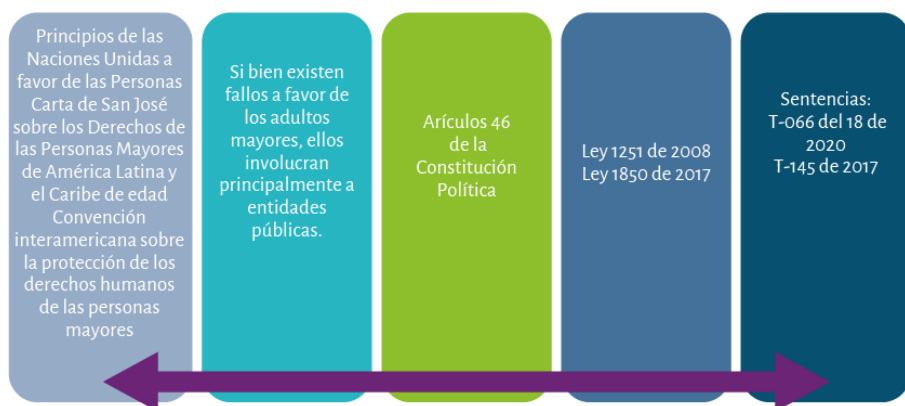 Principios de las
Naciones Unidas a
favor de las Personas
Carta de San José
sobre los Derechos de
las Personas Mayores
de América Latina y
el Caribe de edad
Convención
interamericana sobre
la protección de los
derechos humanos
de las personas
mayores
Si bien existen
fallos a favor de
los adultos
mayores, ellos
involucran
principalmente a
entidades
públicas.
Arículos 46
de la
Constitución
Política
Ley 1251 de 2008
Ley 1850 de 2017
Sentencias:
T-066 del 18 de
2020
T-145 de 2017